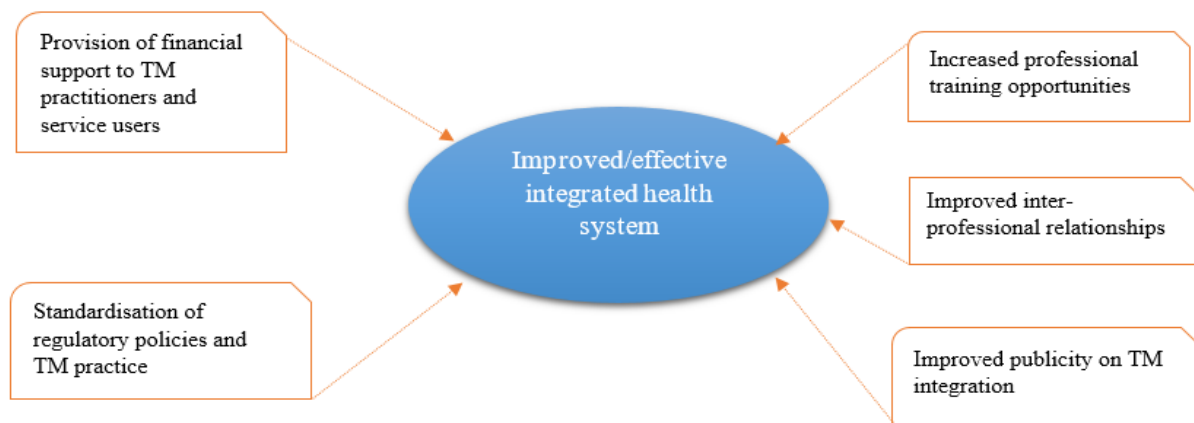 Provision of financial
support to TM
practitioners and
service users
Increased professional
training opportunities
Improved/effective
integrated health
system
Improved inter-
professional relationships
Standardisation of
regulatory policies and
TM practice
Improved publicity on TM
integration